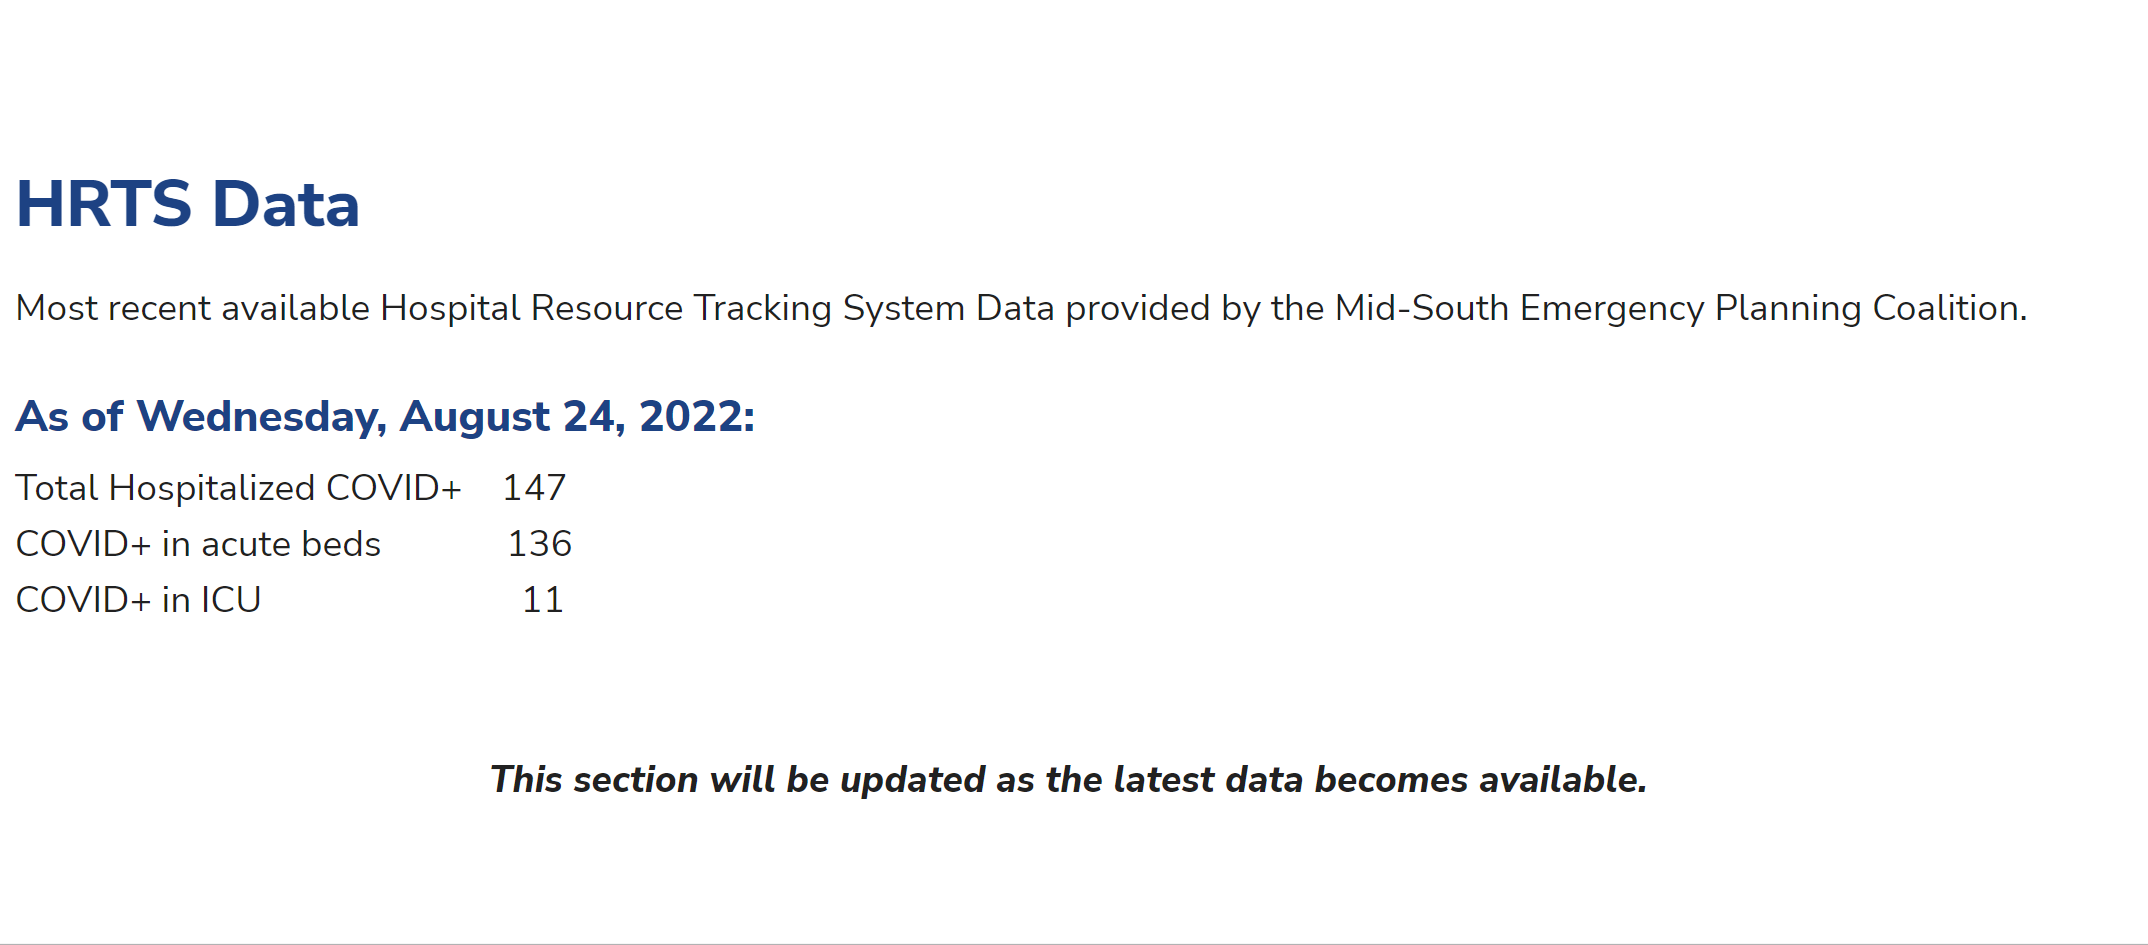 HRTS Data
Most recent available Hospital Resource Tracking System Data provided by the Mid-South Emergency Planning Coalition.
As of Wednesday, August 24, 2022:
Total Hospitalized COVID+ 147
COVID+ in acute beds 136
COVID+ in ICU 11
This section will be updated as the latest data becomes available.